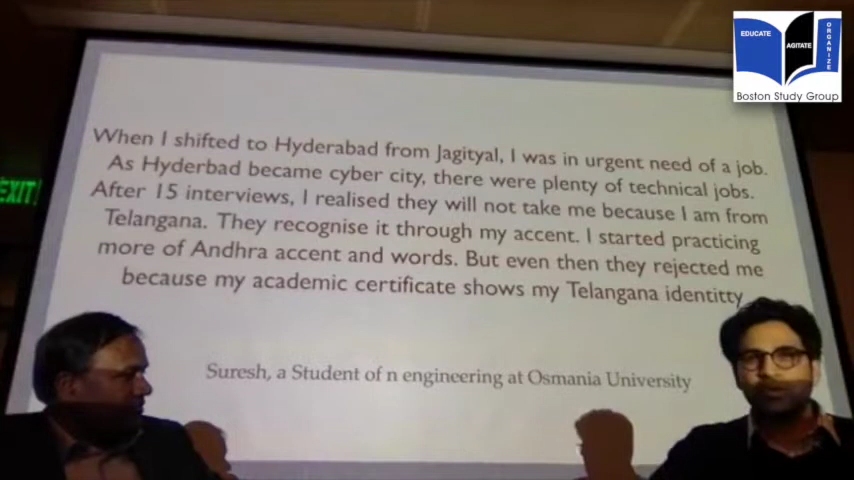 EDUCATE
AGITATE
ORGANIZE
Boston Study Group
When I shifted to Hyderabad from Jagityal, I was in urgent need of a job.
As Hyderbad became cyber city, there were plenty of technical jobs.
After 15 interviews, I realised they will not take me because I am from
Telangana. They recognise it through my accent. I started practicing
more of Andhra accent and words. But even then they rejected me
because my academic certificate shows my Telangana identitty
EXIT
Suresh, a Student of n engineering at Osmania University